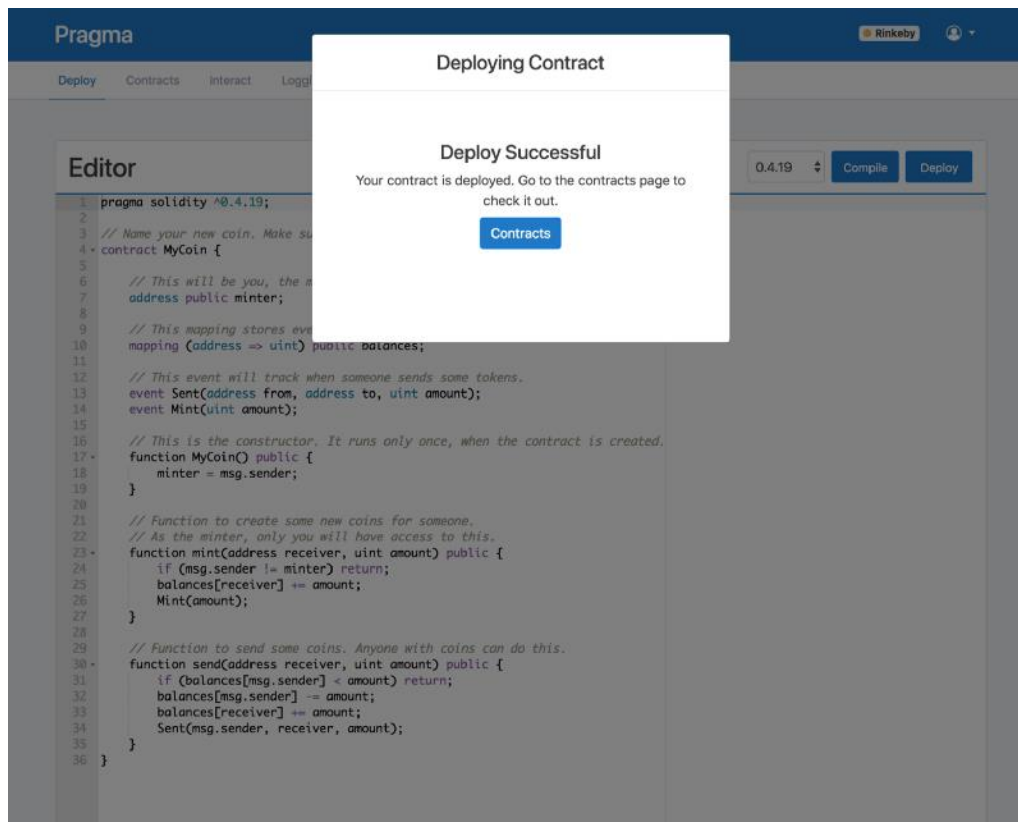 Pragma
Rinkeby
Deploy Contracts Interact Loggi
Deploying Contract
Deploy Successful
Your contract is deployed. Go to the contracts page to
check it out.
Contracts
Editor
0.4.19 Compile Deploy
1 pragma solidity ^0.4.19;
2
3 // Name your new coin. Make su
4 contract MyCoin {
5
6 // This will be you, the m
7 address public minter;
8
9 // This mapping stores eve
10 mapping (address => uint) public balances;
11
12 // This event will track when someone sends some tokens.
13 event Sent(address from, address to, uint amount);
14 event Mint(uint amount);
15
16 // This is the constructor. It runs only once, when the contract is created.
17 function MyCoin() public {
18 minter = msg.sender;
19 }
20
21 // Function to create some new coins for someone.
22 // As the minter, only you will have access to this.
23 function mint(address receiver, uint amount) public {
24 if (msg.sender != minter) return;
25 balances[receiver] += amount;
26 Mint(amount);
27 }
28
29 // Function to send some coins. Anyone with coins can do this.
30 function send(address receiver, uint amount) public {
31 if (balances[msg.sender] < amount) return;
32 balances[msg.sender] -= amount;
33 balances[receiver] += amount;
34 Sent(msg.sender, receiver, amount);
35 }
36 }